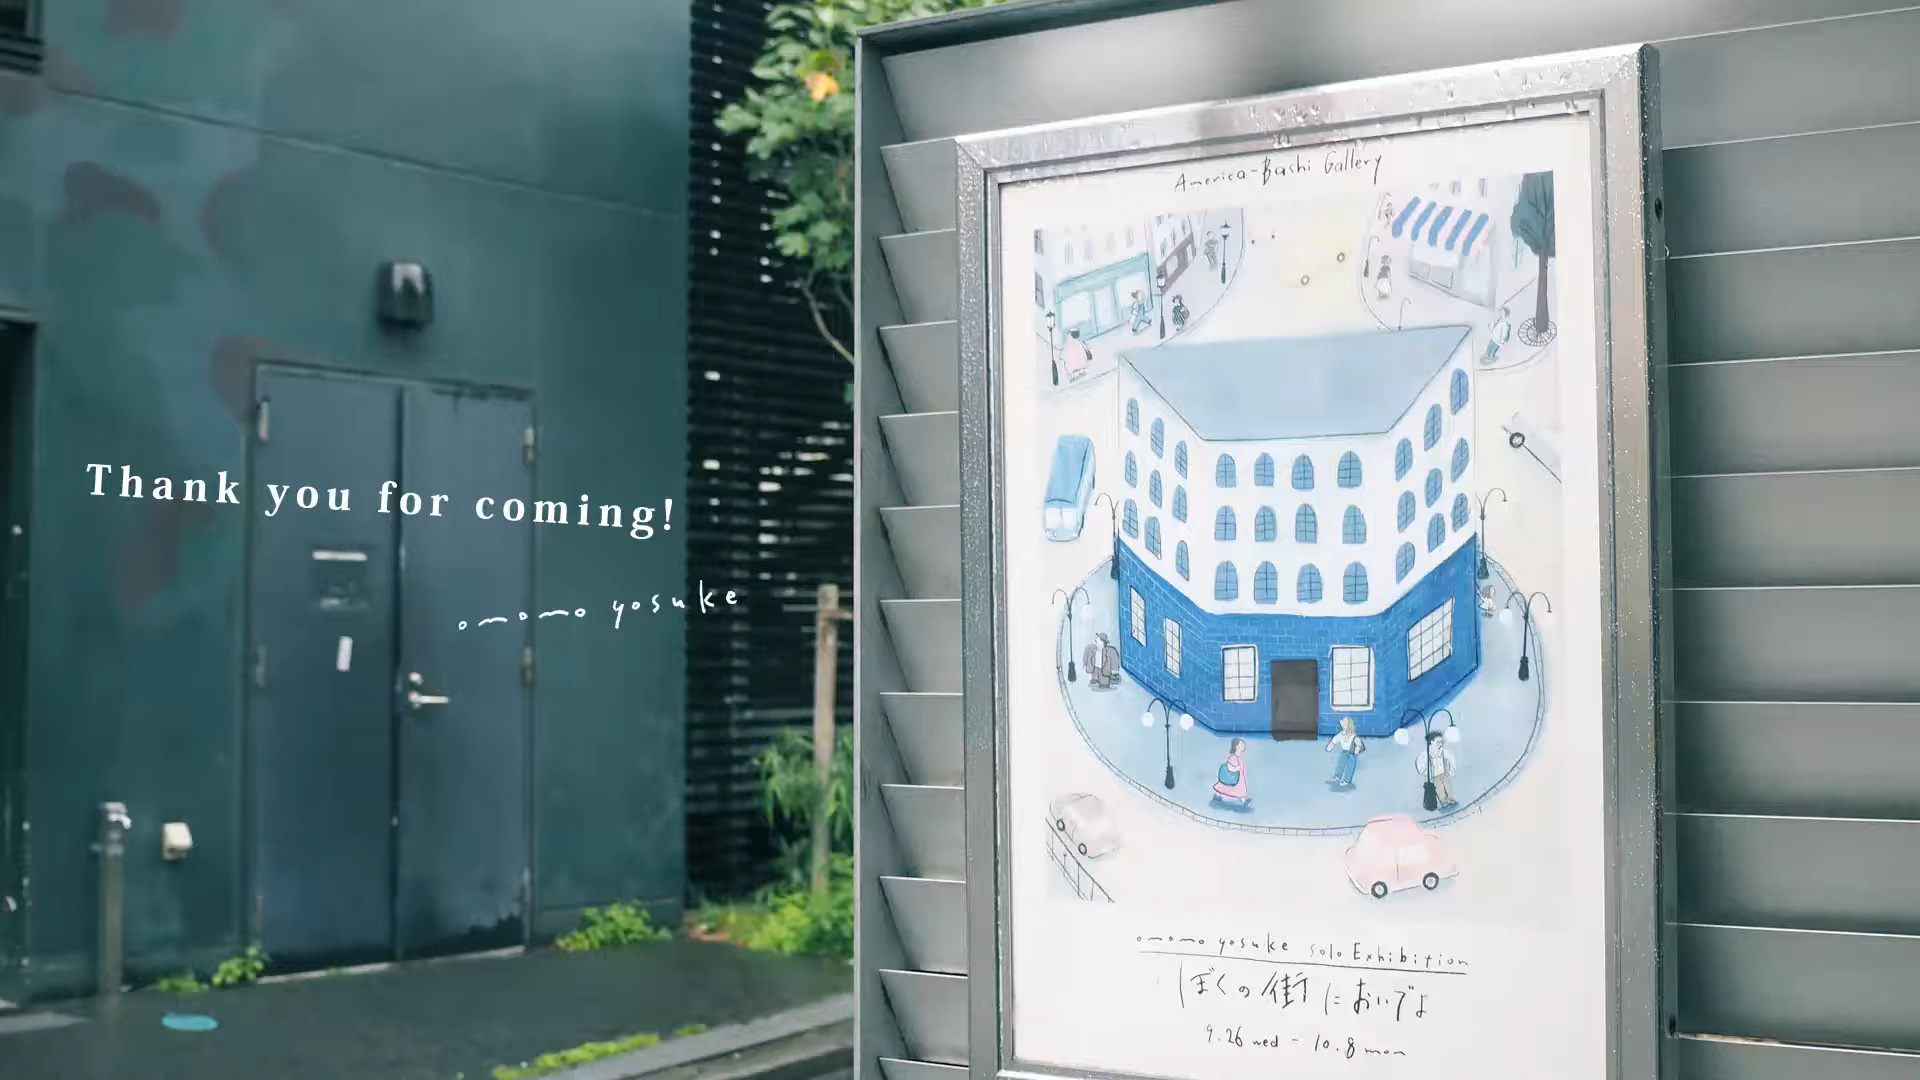 Thank you for coming!
omomo yosuke
America-Bashi Gallery
omomo yosuke solo Exhibition
ぼくの街においでよ
9.26 wed - 10.8 mon